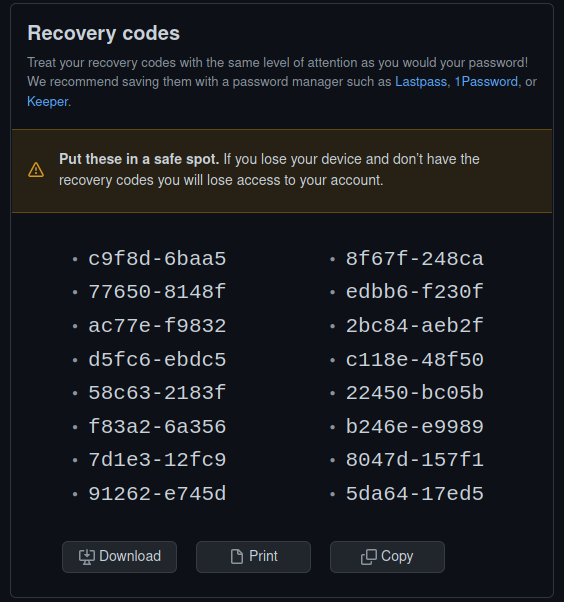 Recovery codes
Treat your recovery codes with the same level of attention as you would your password!
We recommend saving them with a password manager such as Lastpass, 1Password, or
Keeper.
Put these in a safe spot. If you lose your device and don't have the
recovery codes you will lose access to your account.
• c9f8d-6baa5 • 8f67f-248ca
• 77650-8148f • edbb6-f230f
• ac77e-f9832 • 2bc84-aeb2f
• d5fc6-ebdc5 • c118e-48f50
• 58c63-2183f • 22450-bc05b
• f83a2-6a356 • b246e-e9989
• 7d1e3-12fc9 • 8047d-157f1
• 91262-e745d • 5da64-17ed5
Download Print Copy